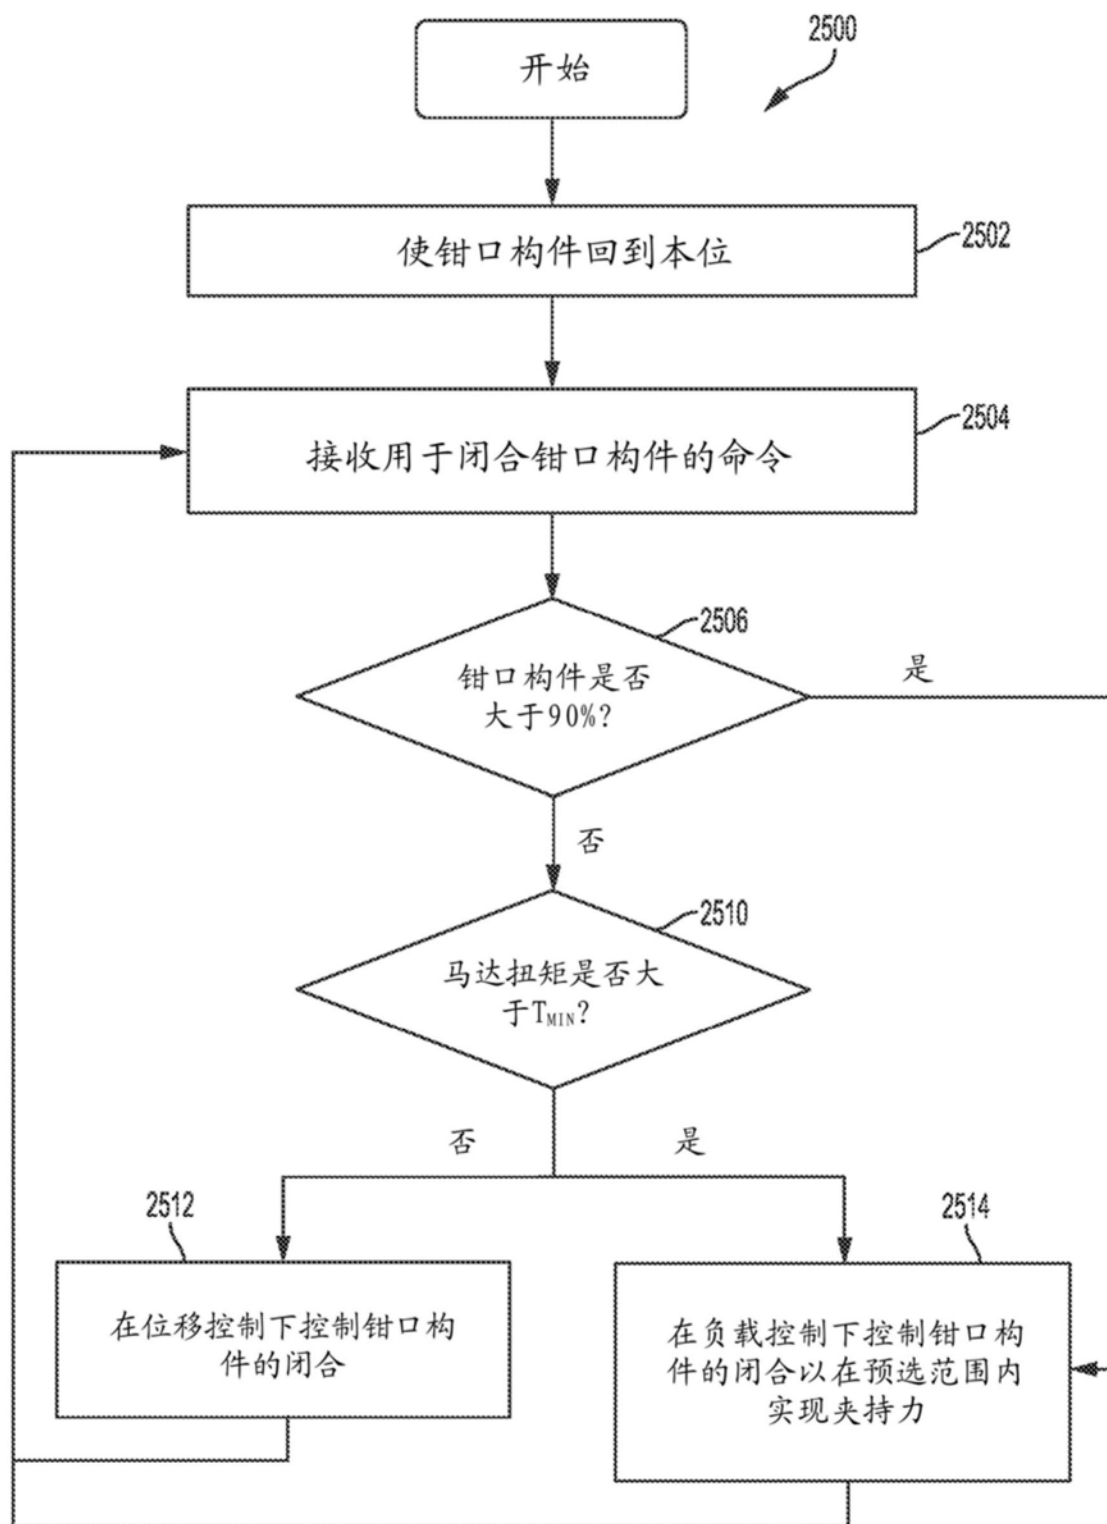 开始
2500
使钳口构件回到本位
2502
接收用于闭合钳口构件的命令
2504
2506
钳口构件是否
大于90%?
是
否
2510
马达扭矩是否大
于TMIN?
否
是
2512
2514
在位移控制下控制钳口构
件的闭合
在负载控制下控制钳口构
件的闭合以在预选范围内
实现夹持力